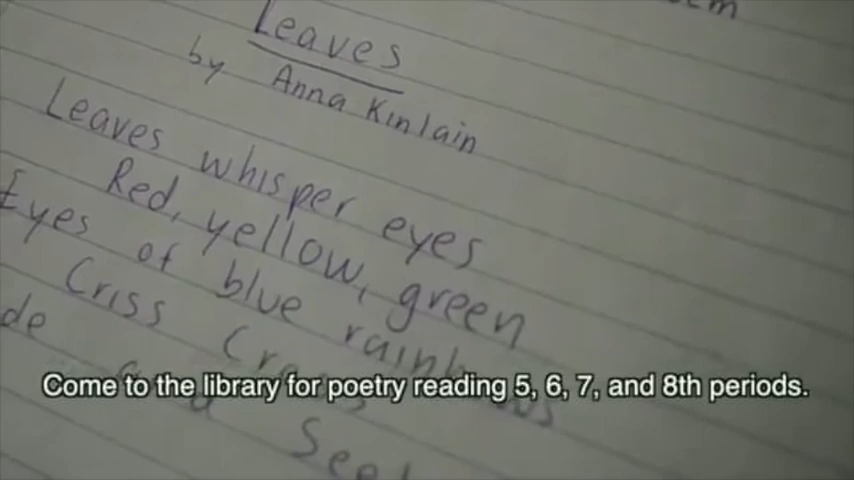 Leaves
by Anna Kinlain
Leaves whisper eyes
Red, yellow, green
Eyes of blue
Criss
Come to the library for poetry reading 5, 6, 7, and 8th periods.